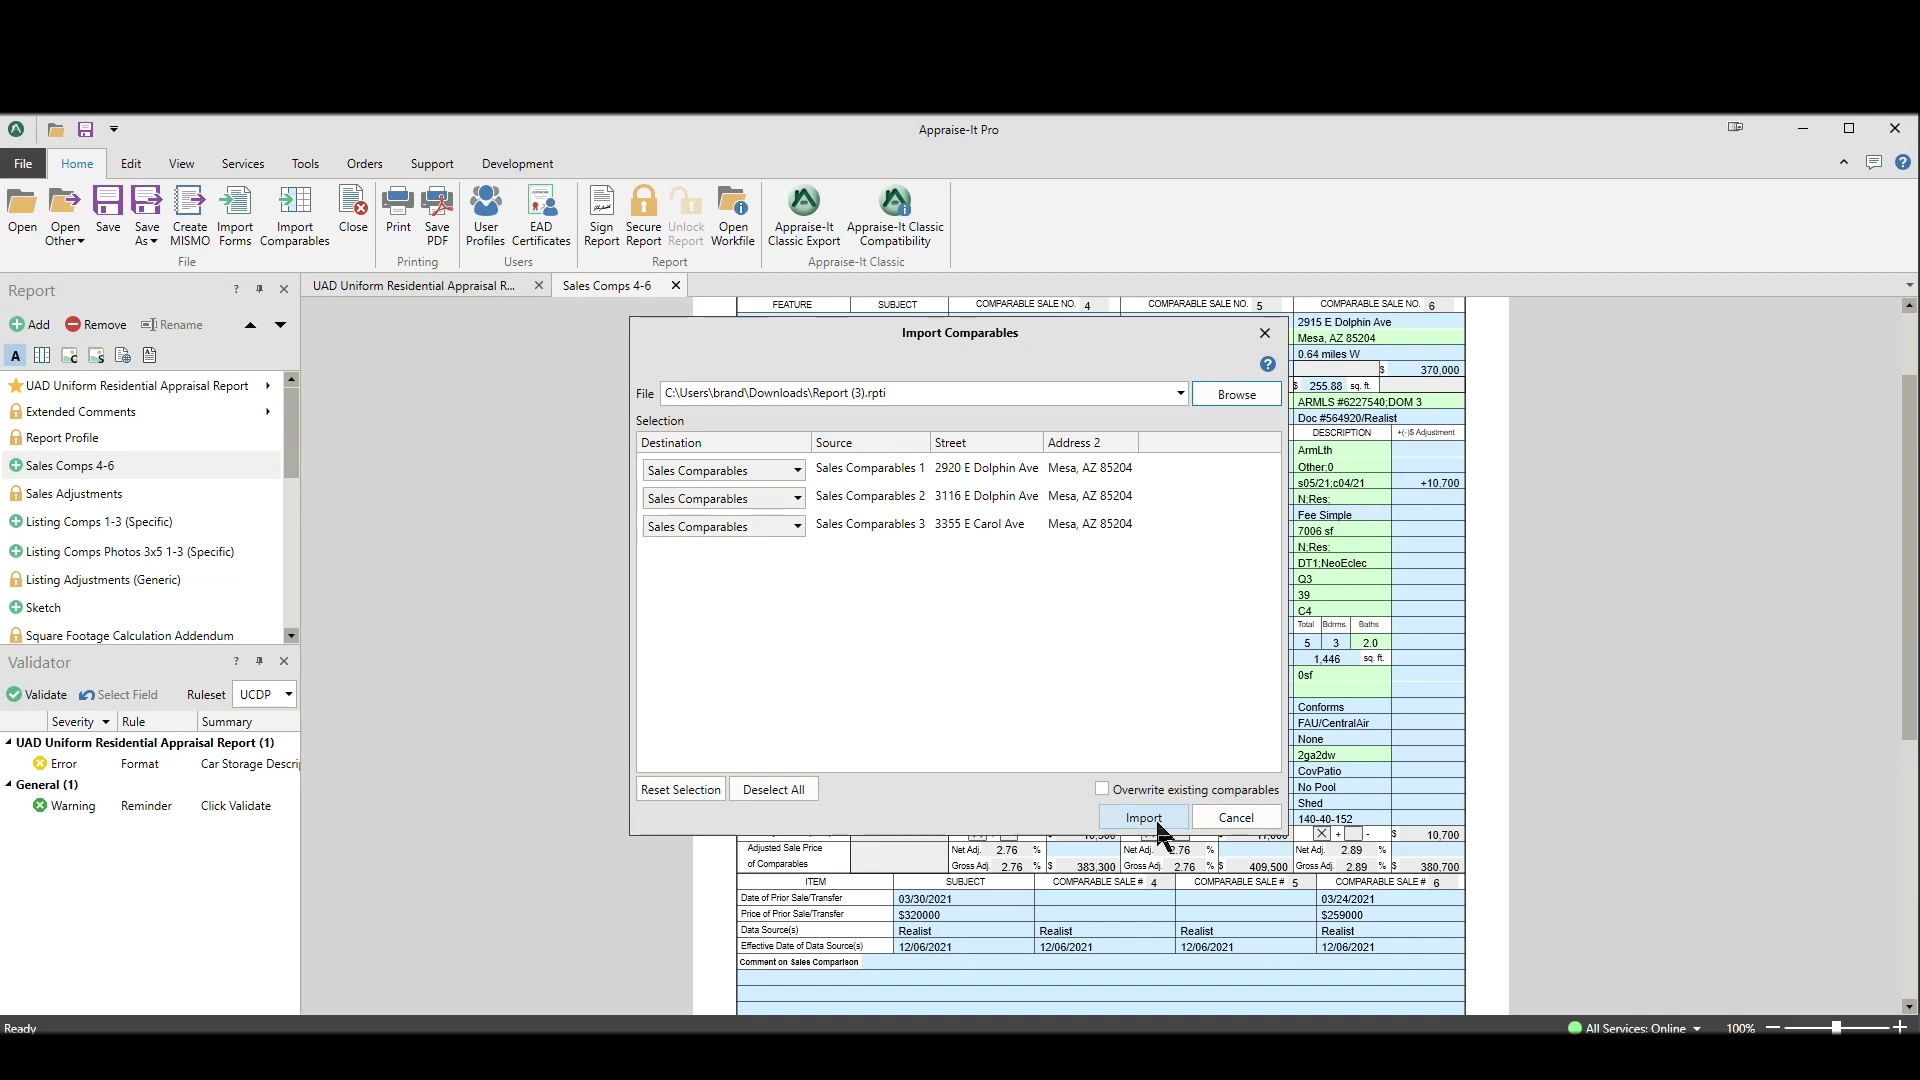 Appraise-It Pro
File Home Edit View Services Tools Orders Support Development
Open Open Other Save Save As Create MISMO Import Forms Import Comparables Close Print Save PDF User Profiles EAD Certificates Sign Report Secure Report Unlock Report Open Workfile Appraise-It Classic Export Appraise-It Classic Compatibility
File Printing Users Report Appraise-It Classic
Report ?
UAD Uniform Residential Appraisal R... Sales Comps 4-6
Add Remove Rename
A
UAD Uniform Residential Appraisal Report
Extended Comments
Report Profile
Sales Comps 4-6
Sales Adjustments
Listing Comps 1-3 (Specific)
Listing Comps Photos 3x5 1-3 (Specific)
Listing Adjustments (Generic)
Sketch
Square Footage Calculation Addendum
Validator ?
Validate Select Field Ruleset UCDP
Severity Rule Summary
UAD Uniform Residential Appraisal Report (1)
Error Format Car Storage Descri
General (1)
Warning Reminder Click Validate
FEATURE SUBJECT COMPARABLE SALE NO. 4 COMPARABLE SALE NO. 5 COMPARABLE SALE NO. 6
Import Comparables
?
File C:\Users\brand\Downloads\Report (3).rpti Browse
Selection
Destination Source Street Address 2
Sales Comparables Sales Comparables 1 2920 E Dolphin Ave Mesa, AZ 85204
Sales Comparables Sales Comparables 2 3116 E Dolphin Ave Mesa, AZ 85204
Sales Comparables Sales Comparables 3 3355 E Carol Ave Mesa, AZ 85204
Reset Selection Deselect All Overwrite existing comparables
Import Cancel
2915 E Dolphin Ave
Mesa, AZ 85204
0.64 miles W
$ 370,000
$ 255.88 sq. ft.
ARMLS #6227540;DOM 3
Doc #564920/Realist
DESCRIPTION +(-)$ Adjustment
ArmLth
Other;0
s05/21;c04/21 +10,700
N;Res;
Fee Simple
7006 sf
N;Res;
DT1;NeoEclec
Q3
39
C4
Total Bdrms. Baths
5 3 2.0
1,446 sq. ft.
0sf
Conforms
FAU/CentralAir
None
2ga2dw
CovPatio
No Pool
Shed
140-40-152
X + - $ 10,700
Adjusted Sale Price Net Adj. 2.76 % Net Adj. 2.76 % Net Adj. 2.89 %
of Comparables Gross Adj. 2.76 % $ 383,300 Gross Adj. 2.76 % $ 409,500 Gross Adj. 2.89 % $ 380,700
ITEM SUBJECT COMPARABLE SALE # 4 COMPARABLE SALE # 5 COMPARABLE SALE # 6
Date of Prior Sale/Transfer 03/30/2021 03/24/2021
Price of Prior Sale/Transfer $320000 $259000
Data Source(s) Realist Realist Realist Realist
Effective Date of Data Source(s) 12/06/2021 12/06/2021 12/06/2021 12/06/2021
Comment on Sales Comparison
Ready All Services: Online 100%